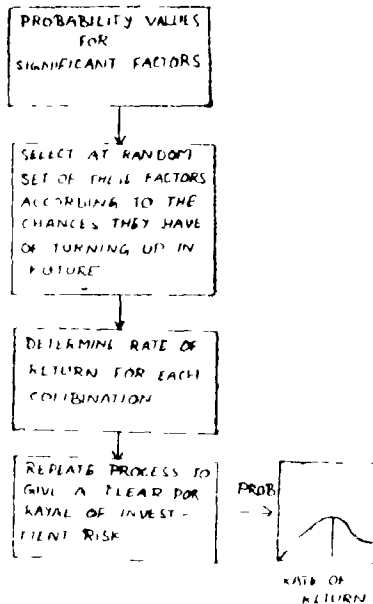 PROBABILITY VALUES
FOR
SIGNIFICANT FACTORS
SELECT AT RANDOM
SET OF THESE FACTORS
ACCORDING TO THE
CHANCES THEY HAVE
OF TURNING UP IN
FUTURE
DETERMINE RATE OF
RETURN FOR EACH
COMBINATION
REPEATE PROCESS TO
GIVE A CLEAR POR
RAYAL OF INVEST-
MENT RISK
PROB
RATE OF
RETURN